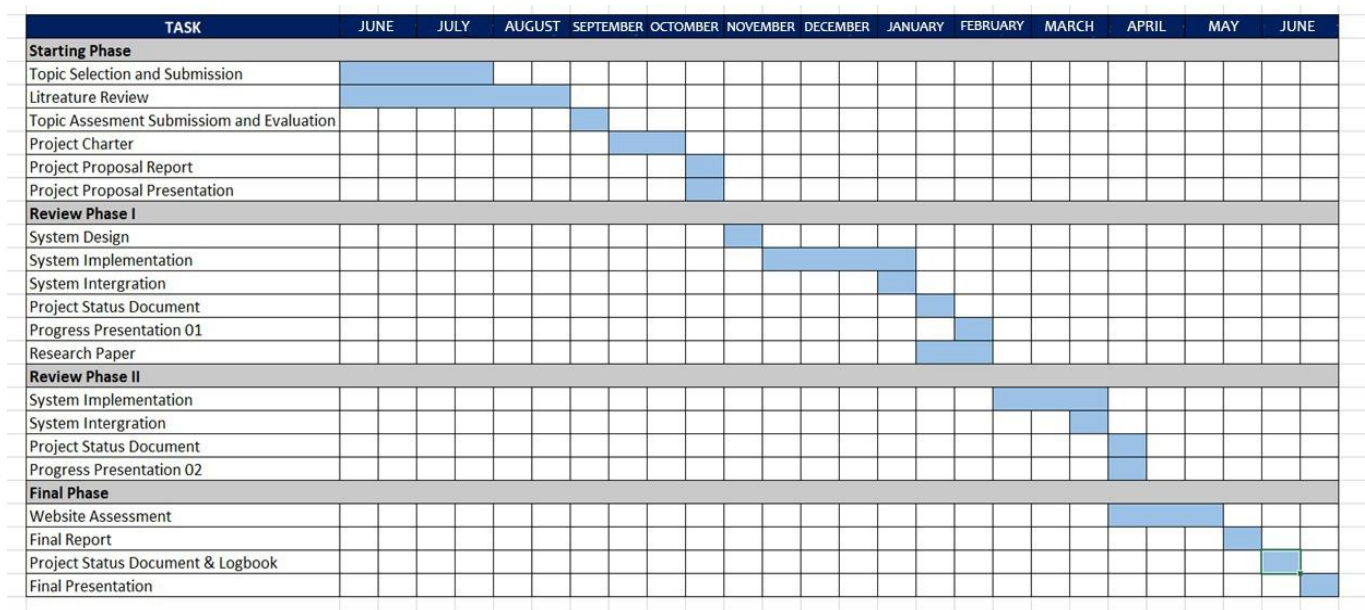 TASK JUNE JULY AUGUST SEPTEMBER OCTOMBER NOVEMBER DECEMBER JANUARY FEBRUARY MARCH APRIL MAY JUNE
Starting Phase
Topic Selection and Submission
Litreature Review
Topic Assesment Submissiom and Evaluation
Project Charter
Project Proposal Report
Project Proposal Presentation
Review Phase I
System Design
System Implementation
System Intergration
Project Status Document
Progress Presentation 01
Research Paper
Review Phase II
System Implementation
System Intergration
Project Status Document
Progress Presentation 02
Final Phase
Website Assessment
Final Report
Project Status Document & Logbook
Final Presentation